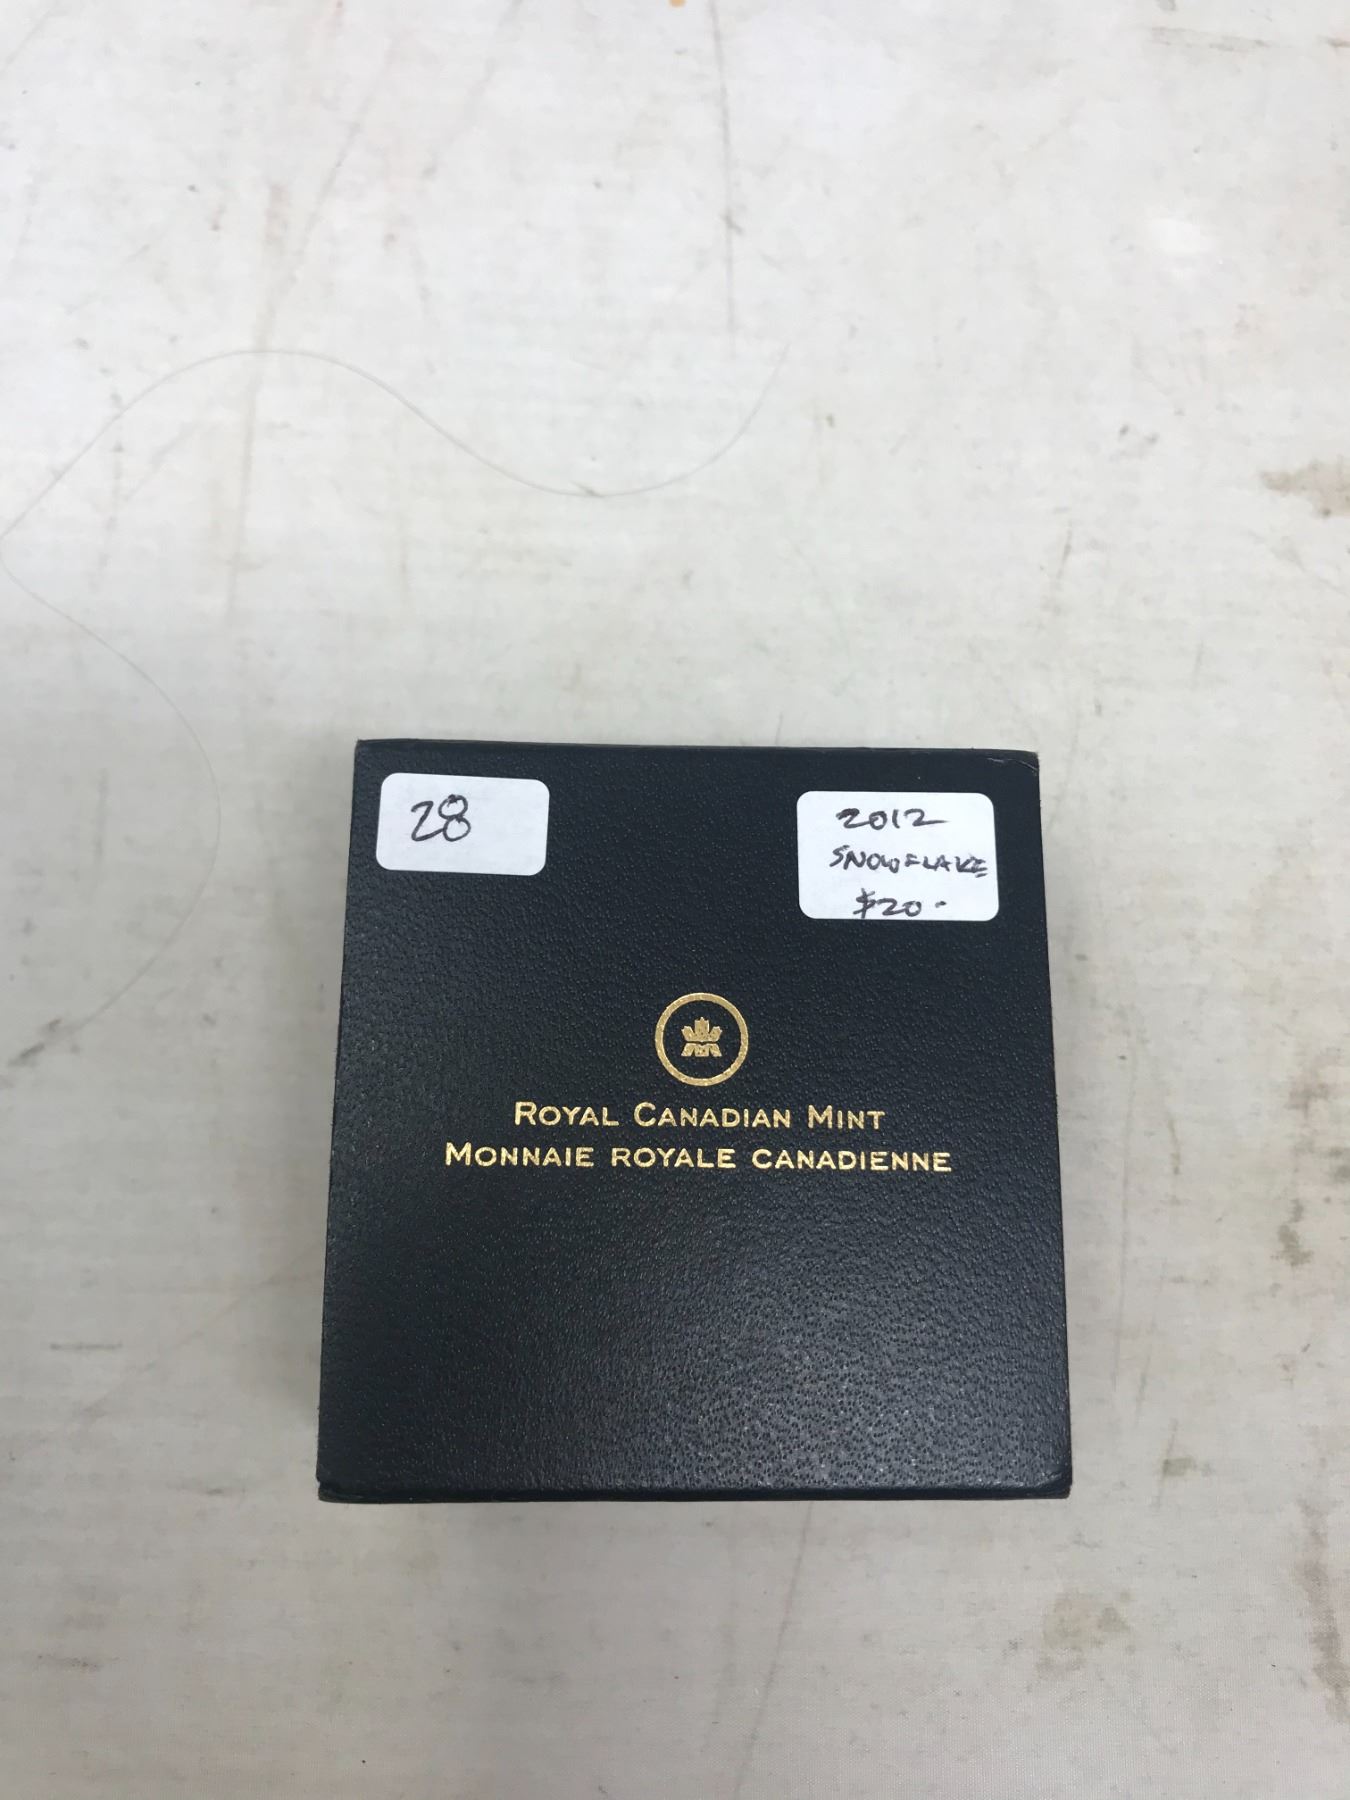 28
2012
SNOWFLAKE
$20.
ROYAL CANADIAN MINT
MONNAIE ROYALE CANADIENNE